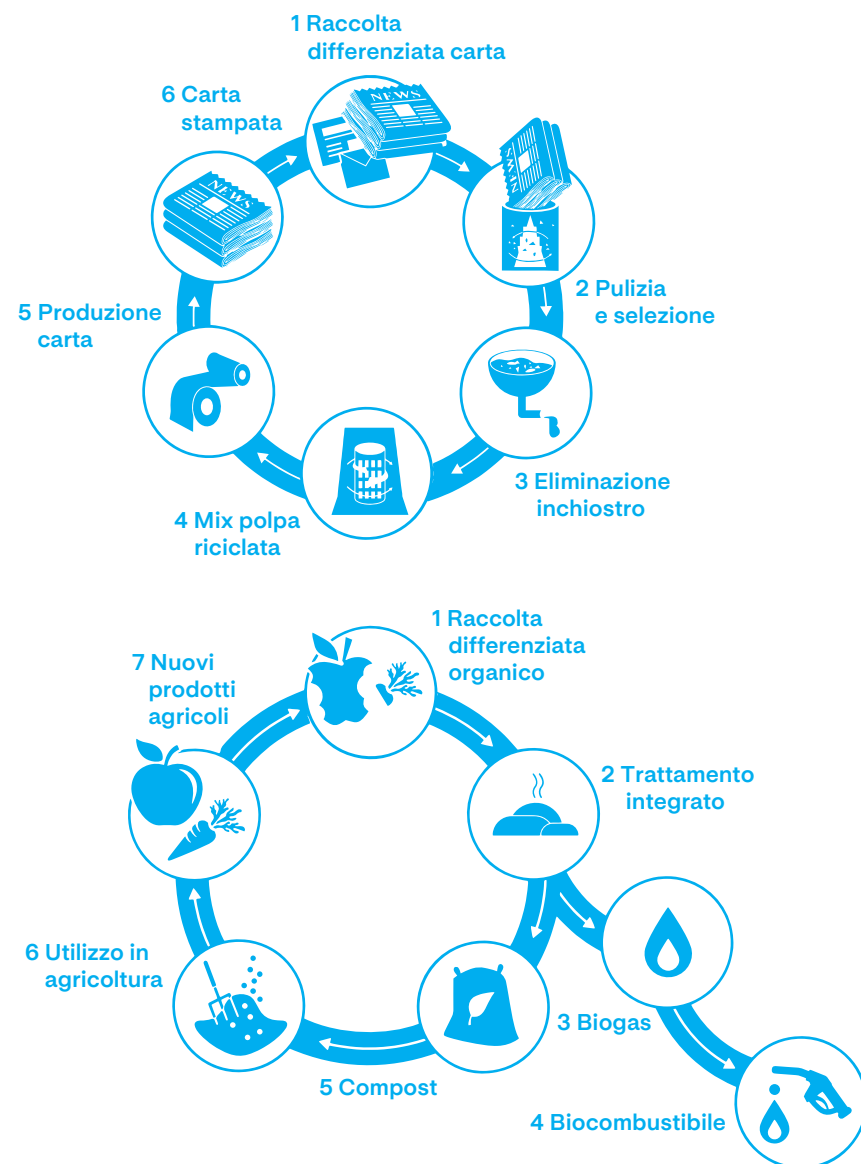 1 Raccolta
differenziata carta
6 Carta
stampata
NEWS
NEWS
NEWS
2 Pulizia
e selezione
5 Produzione
carta
3 Eliminazione
inchiostro
4 Mix polpa
riciclata
1 Raccolta
differenziata
organico
7 Nuovi
prodotti
agricoli
2 Trattamento
integrato
6 Utilizzo in
agricoltura
3 Biogas
5 Compost
4 Biocombustibile